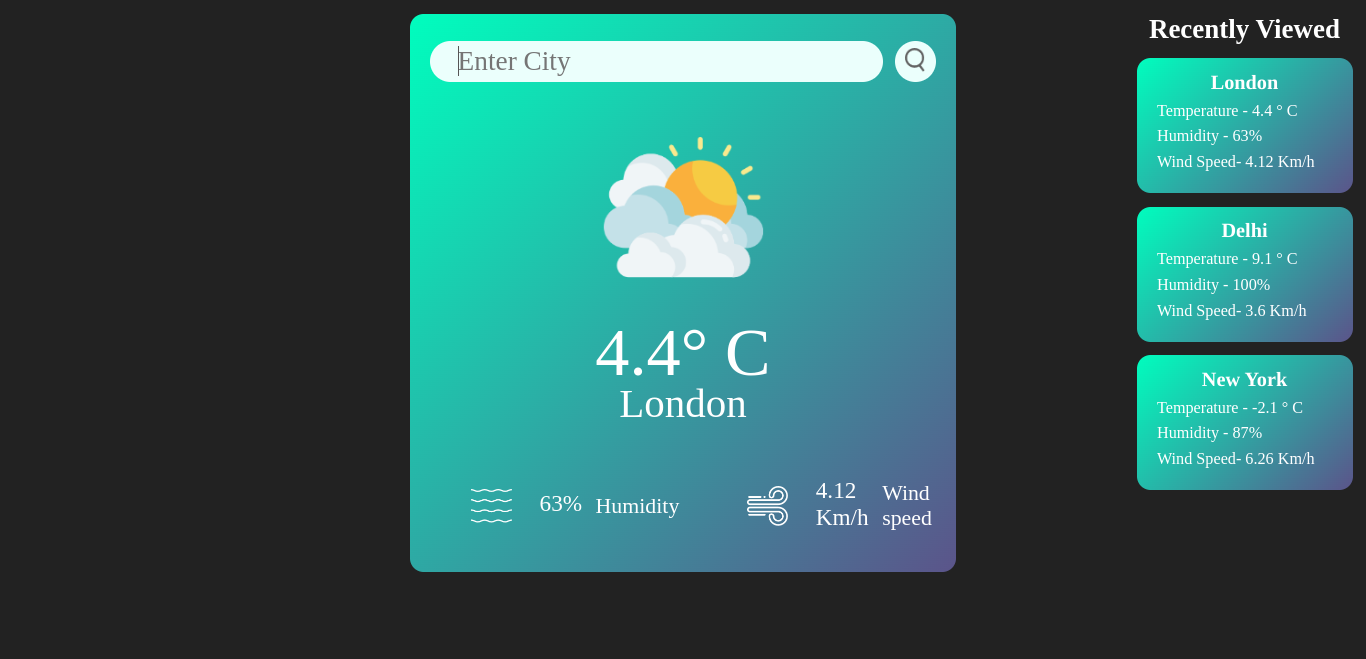 Enter City
4.4° C
London
63% Humidity
4.12 Km/h
Wind speed
Recently Viewed
London
Temperature - 4.4 ° C
Humidity - 63%
Wind Speed- 4.12 Km/h
Delhi
Temperature - 9.1 ° C
Humidity - 100%
Wind Speed- 3.6 Km/h
New York
Temperature - -2.1 ° C
Humidity - 87%
Wind Speed- 6.26 Km/h